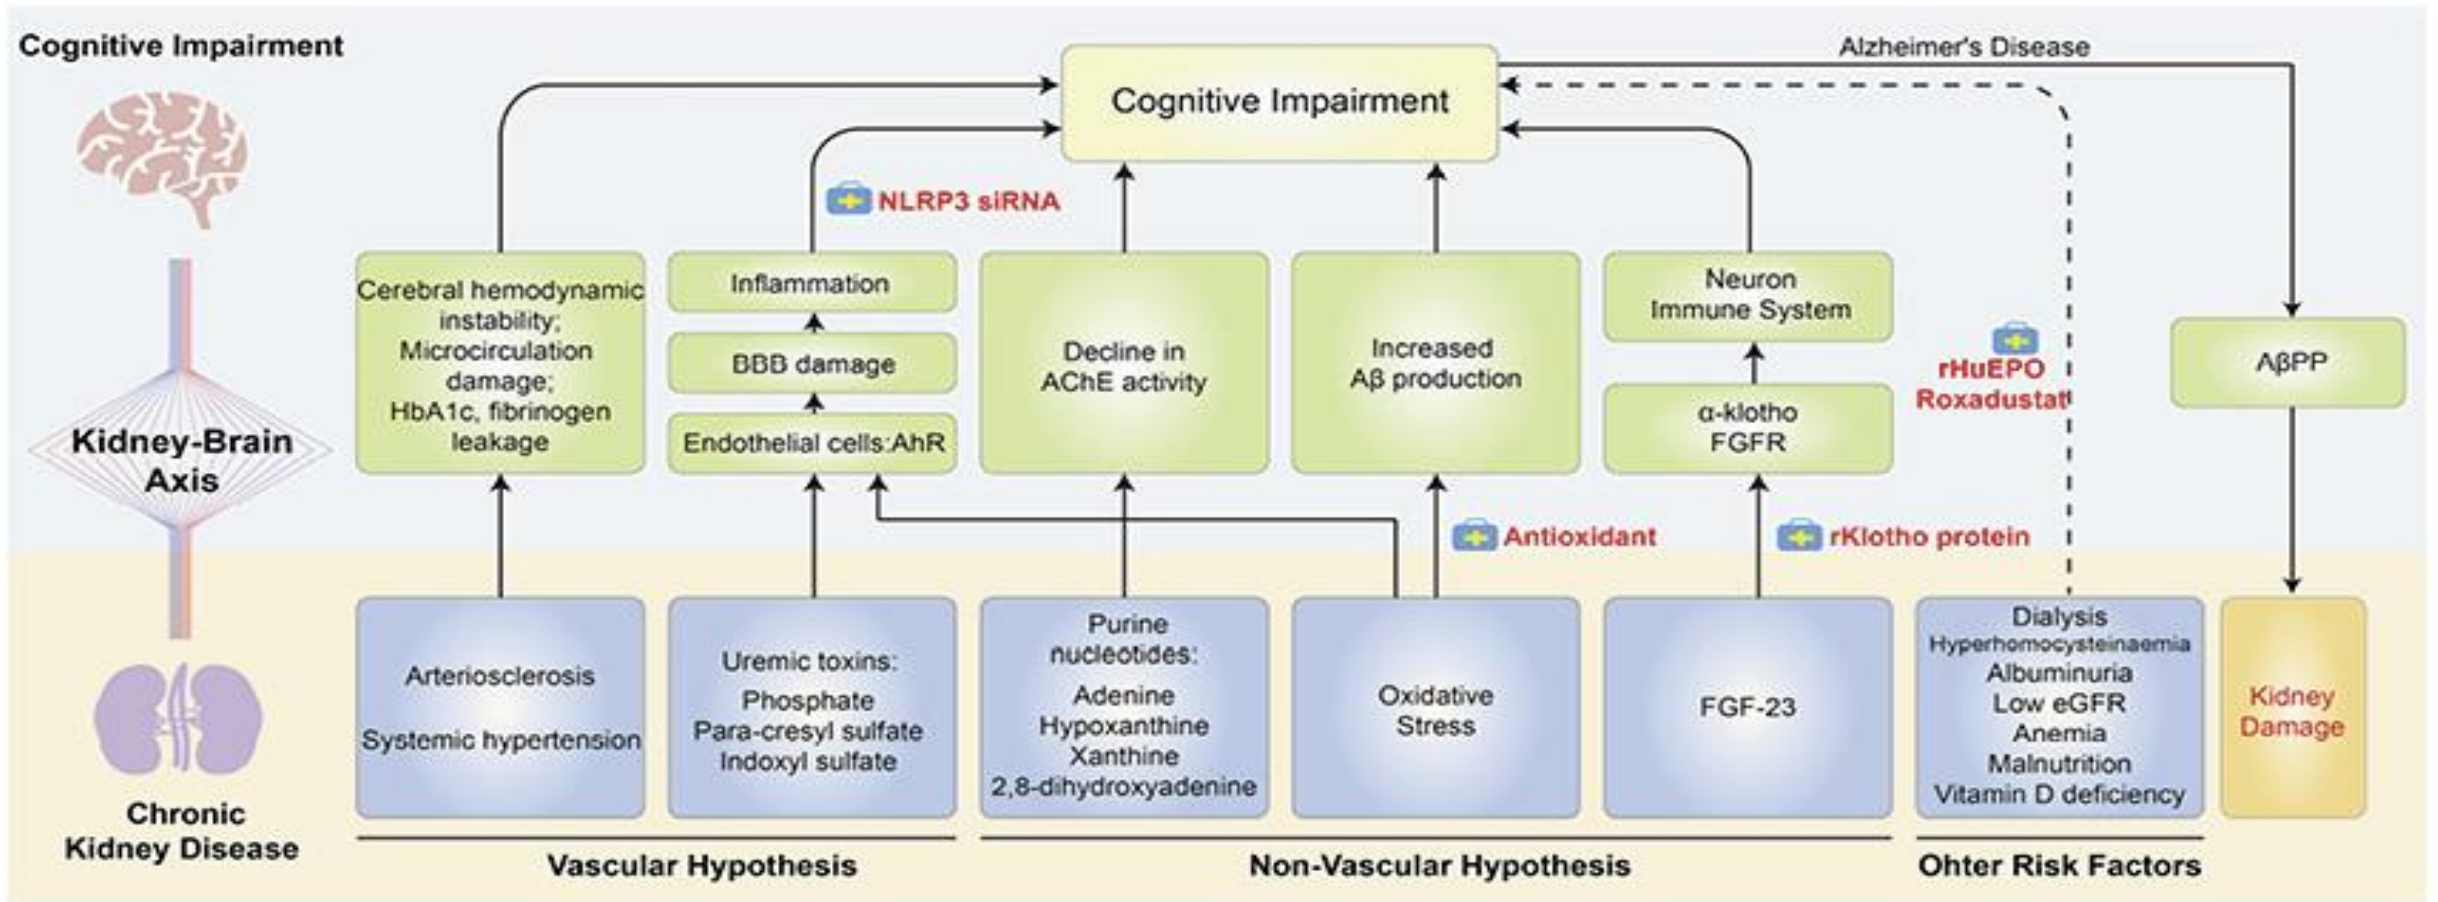 Cognitive Impairment
Alzheimer's Disease
Cognitive Impairment
NLRP3 siRNA
Cerebral hemodynamic
instability;
Microcirculation
damage;
HbA1c, fibrinogen
leakage
Inflammation
BBB damage
Endothelial cells:AhR
Decline in
AChE activity
Increased
Aβ production
Neuron
Immune System
α-klotho
FGFR
rHuEPO
Roxadustat
AβPP
Kidney-Brain
Axis
Antioxidant
rKlotho protein
Arteriosclerosis
Systemic hypertension
Uremic toxins:
Phosphate
Para-cresyl sulfate
Indoxyl sulfate
Purine
nucleotides:
Adenine
Hypoxanthine
Xanthine
2,8-dihydroxyadenine
Oxidative
Stress
FGF-23
Dialysis
Hyperhomocysteinaemia
Albuminuria
Low eGFR
Anemia
Malnutrition
Vitamin D deficiency
Kidney
Damage
Chronic
Kidney Disease
Vascular Hypothesis
Non-Vascular Hypothesis
Ohter Risk Factors